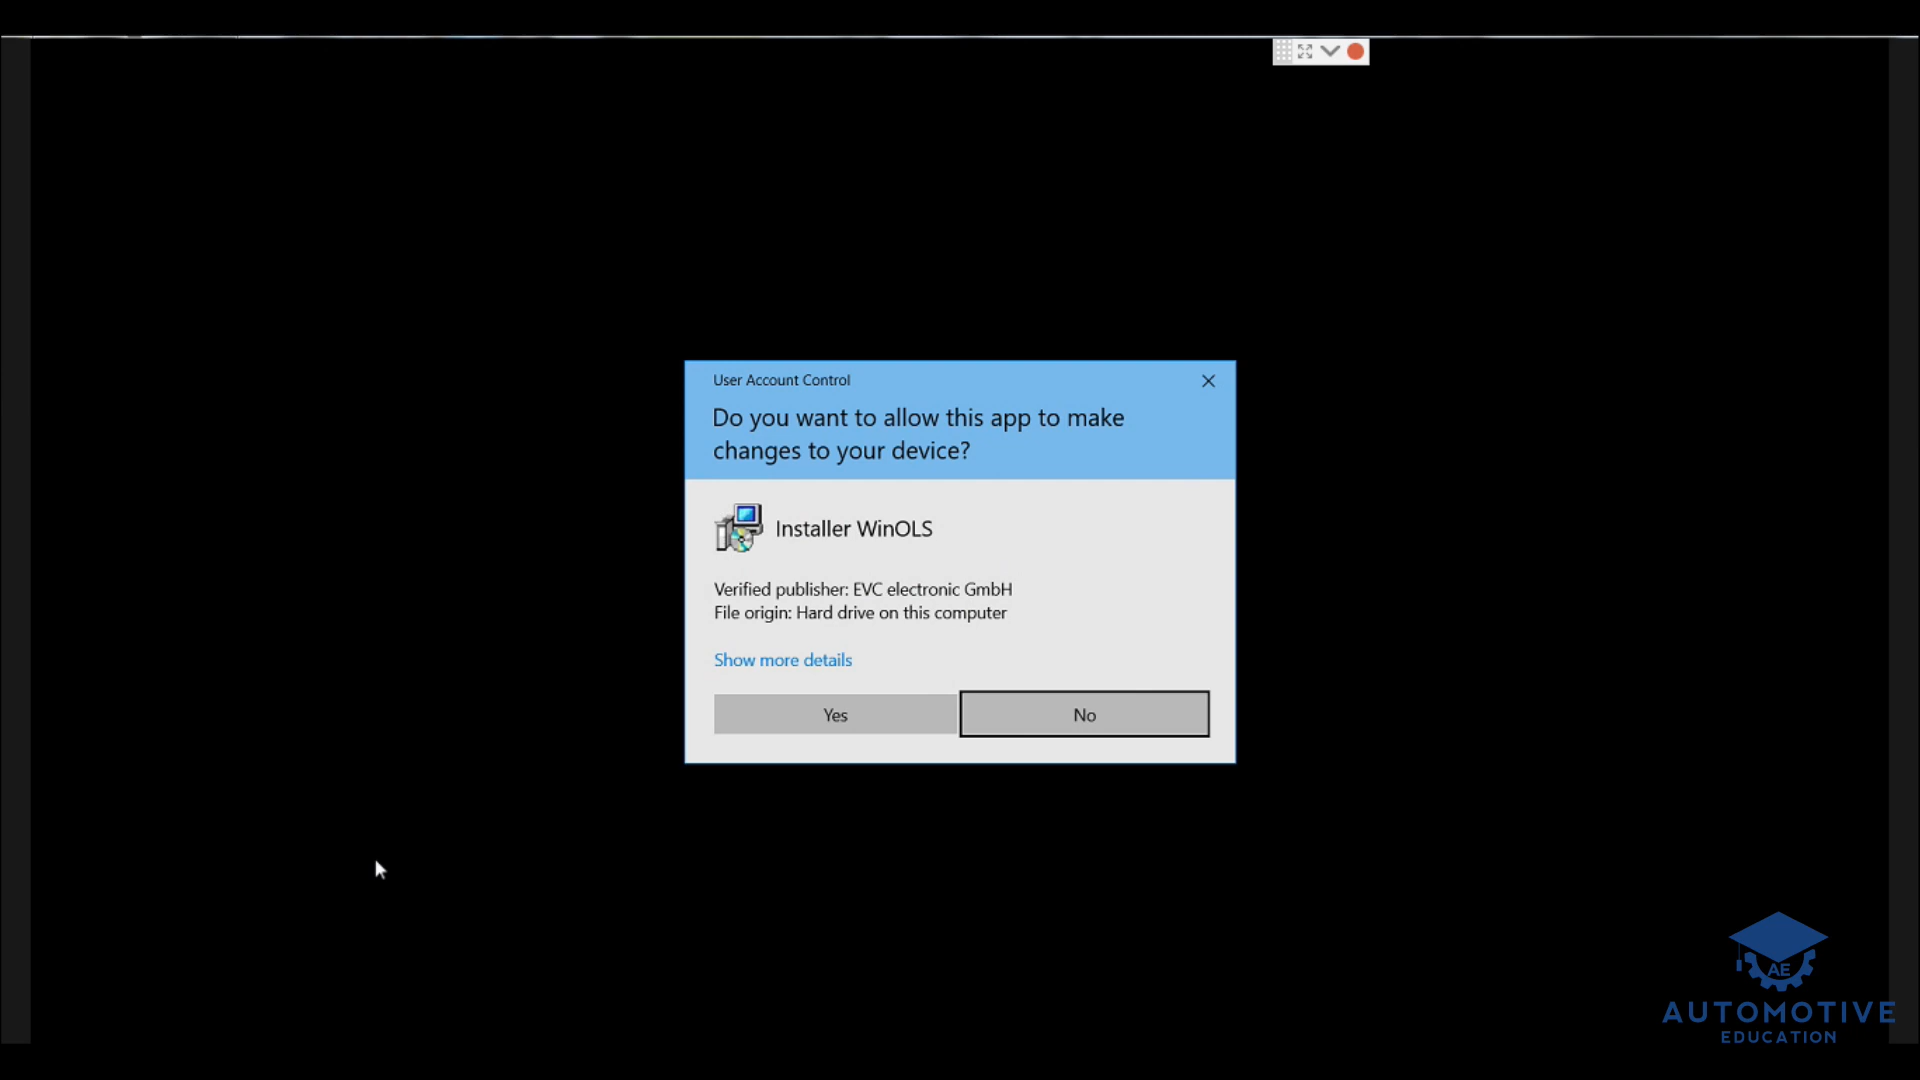 User Account Control
Do you want to allow this app to make
changes to your device?
Installer WinOLS
Verified publisher: EVC electronic GmbH
File origin: Hard drive on this computer
Show more details
Yes
No
AE
AUTOMOTIVE
EDUCATION